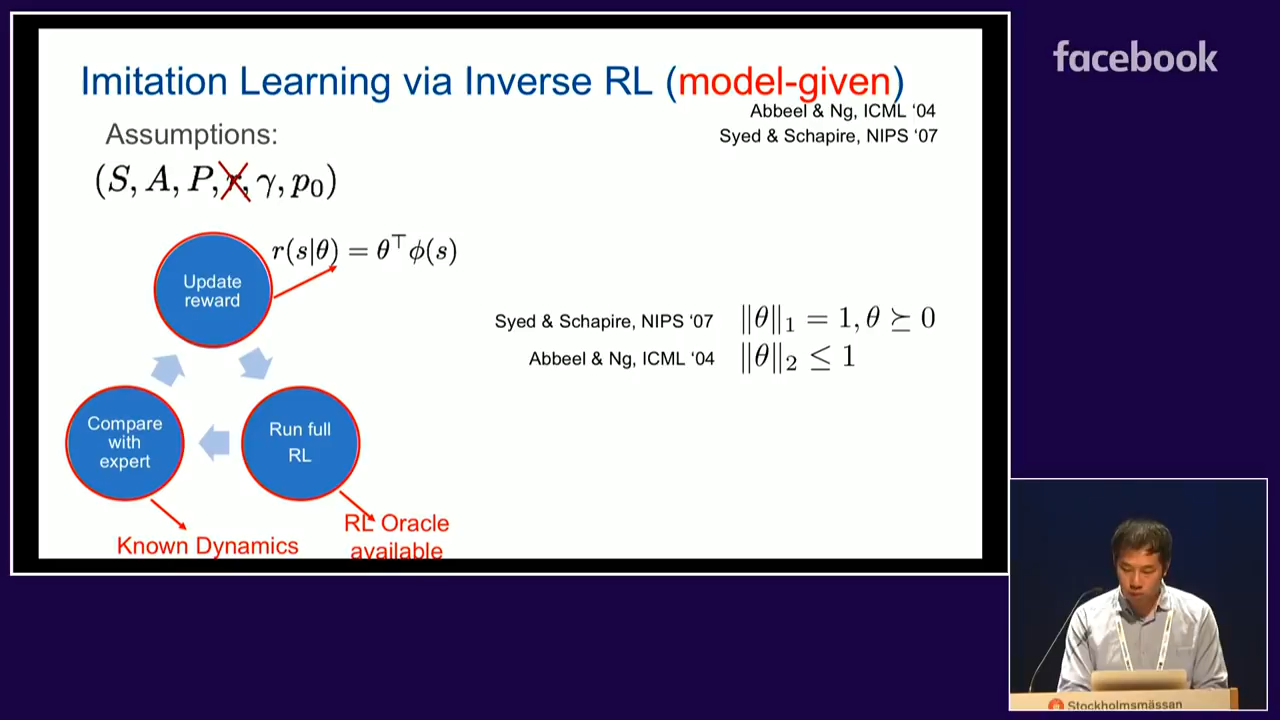 Imitation Learning via Inverse RL (model-given)
Abbeel & Ng, ICML ‘04
Syed & Schapire, NIPS ‘07
Assumptions:
(S, A, P, r, γ, p₀)
r(s|θ) = θ⊤ϕ(s)
Update
reward
Syed & Schapire, NIPS ‘07 ‖θ‖₁ = 1, θ ⪰ 0
Abbeel & Ng, ICML ‘04 ‖θ‖₂ ≤ 1
Compare
with
expert
Run full
RL
RL Oracle
available
Known Dynamics
facebook
Stockholmsmässan